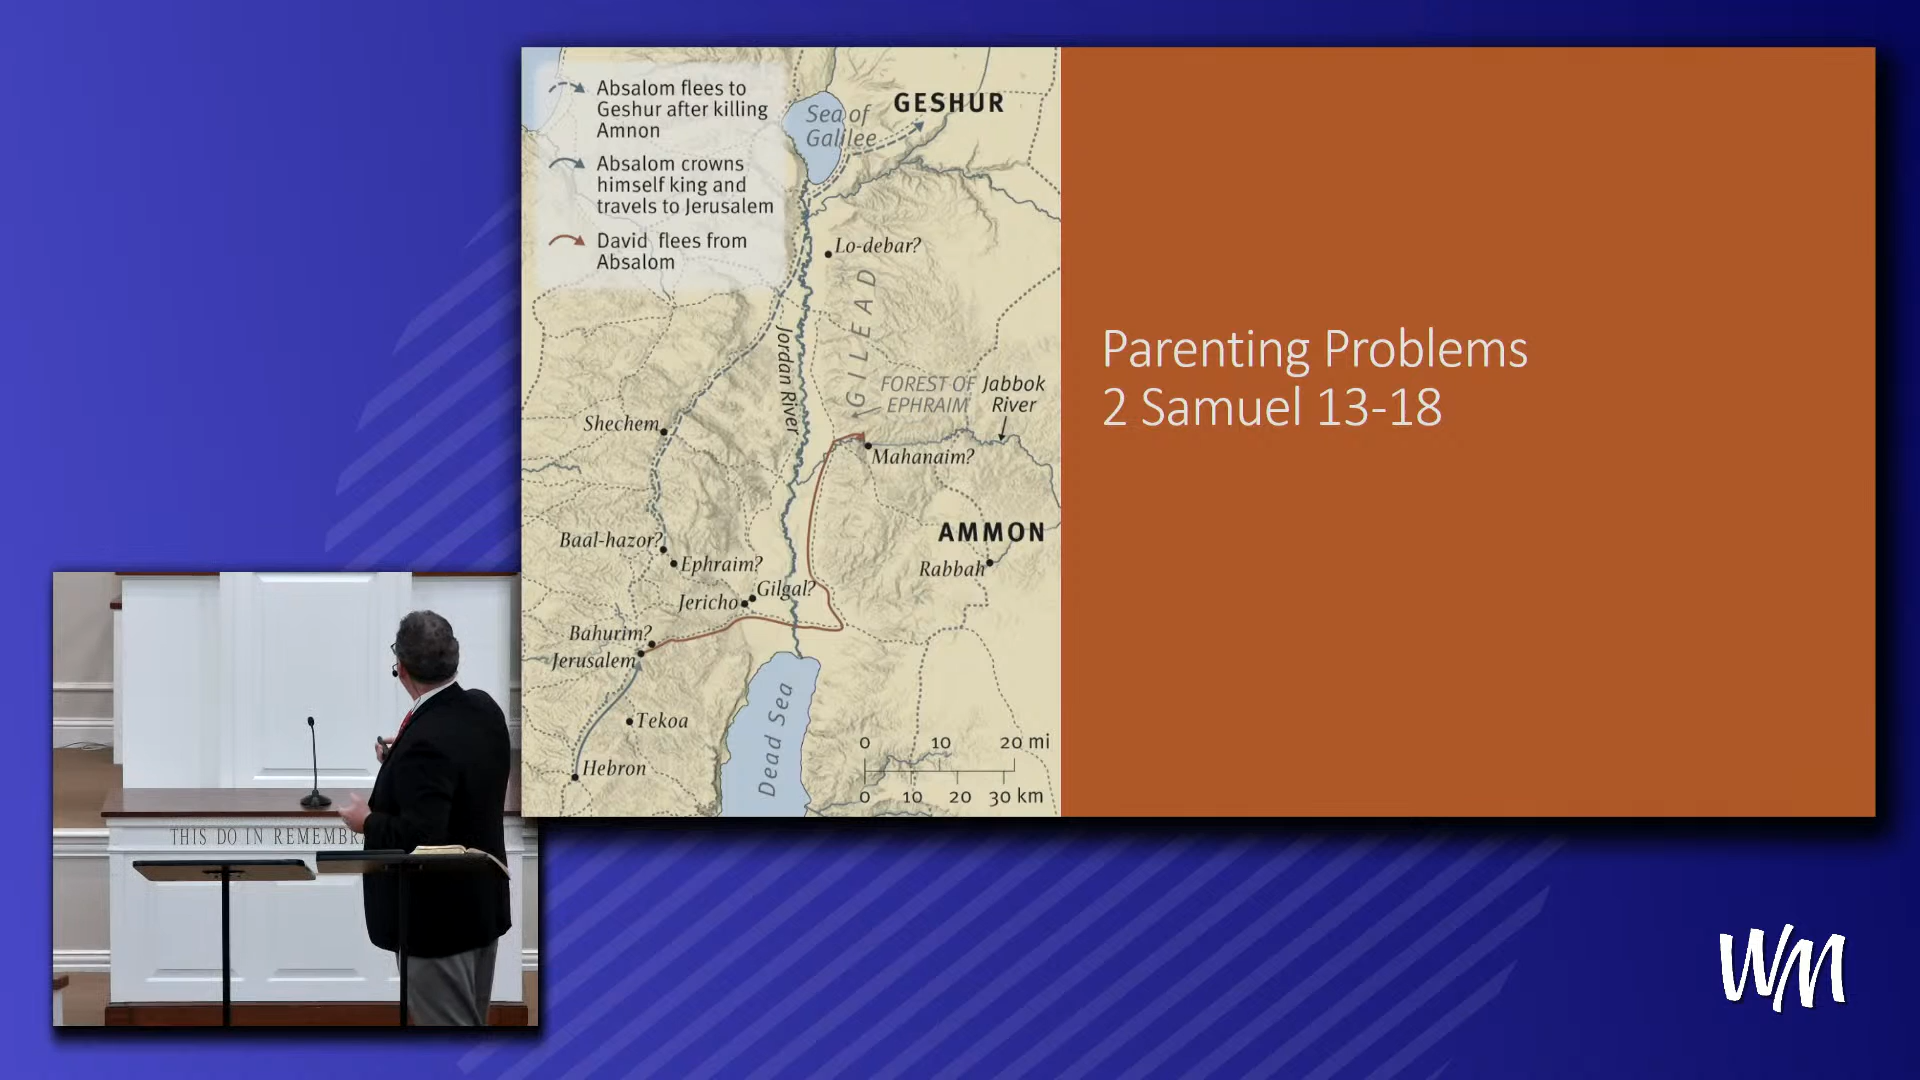 Absalom flees to
Geshur after killing
Amnon
Absalom crowns
himself king and
travels to Jerusalem
David flees from
Absalom
Sea of
Galilee
GESHUR
Lo-debar?
GILEAD
Jordan River
FOREST OF
EPHRAIM
Jabbok
River
Shechem
Mahanaim?
AMMON
Rabbah
Baal-hazor?
Ephraim?
Gilgal?
Jericho
Bahurim?
Jerusalem
Tekoa
Hebron
Dead Sea
0 10 20 mi
0 10 20 30 km
Parenting Problems
2 Samuel 13-18
THIS DO IN REMEMBRA
WM